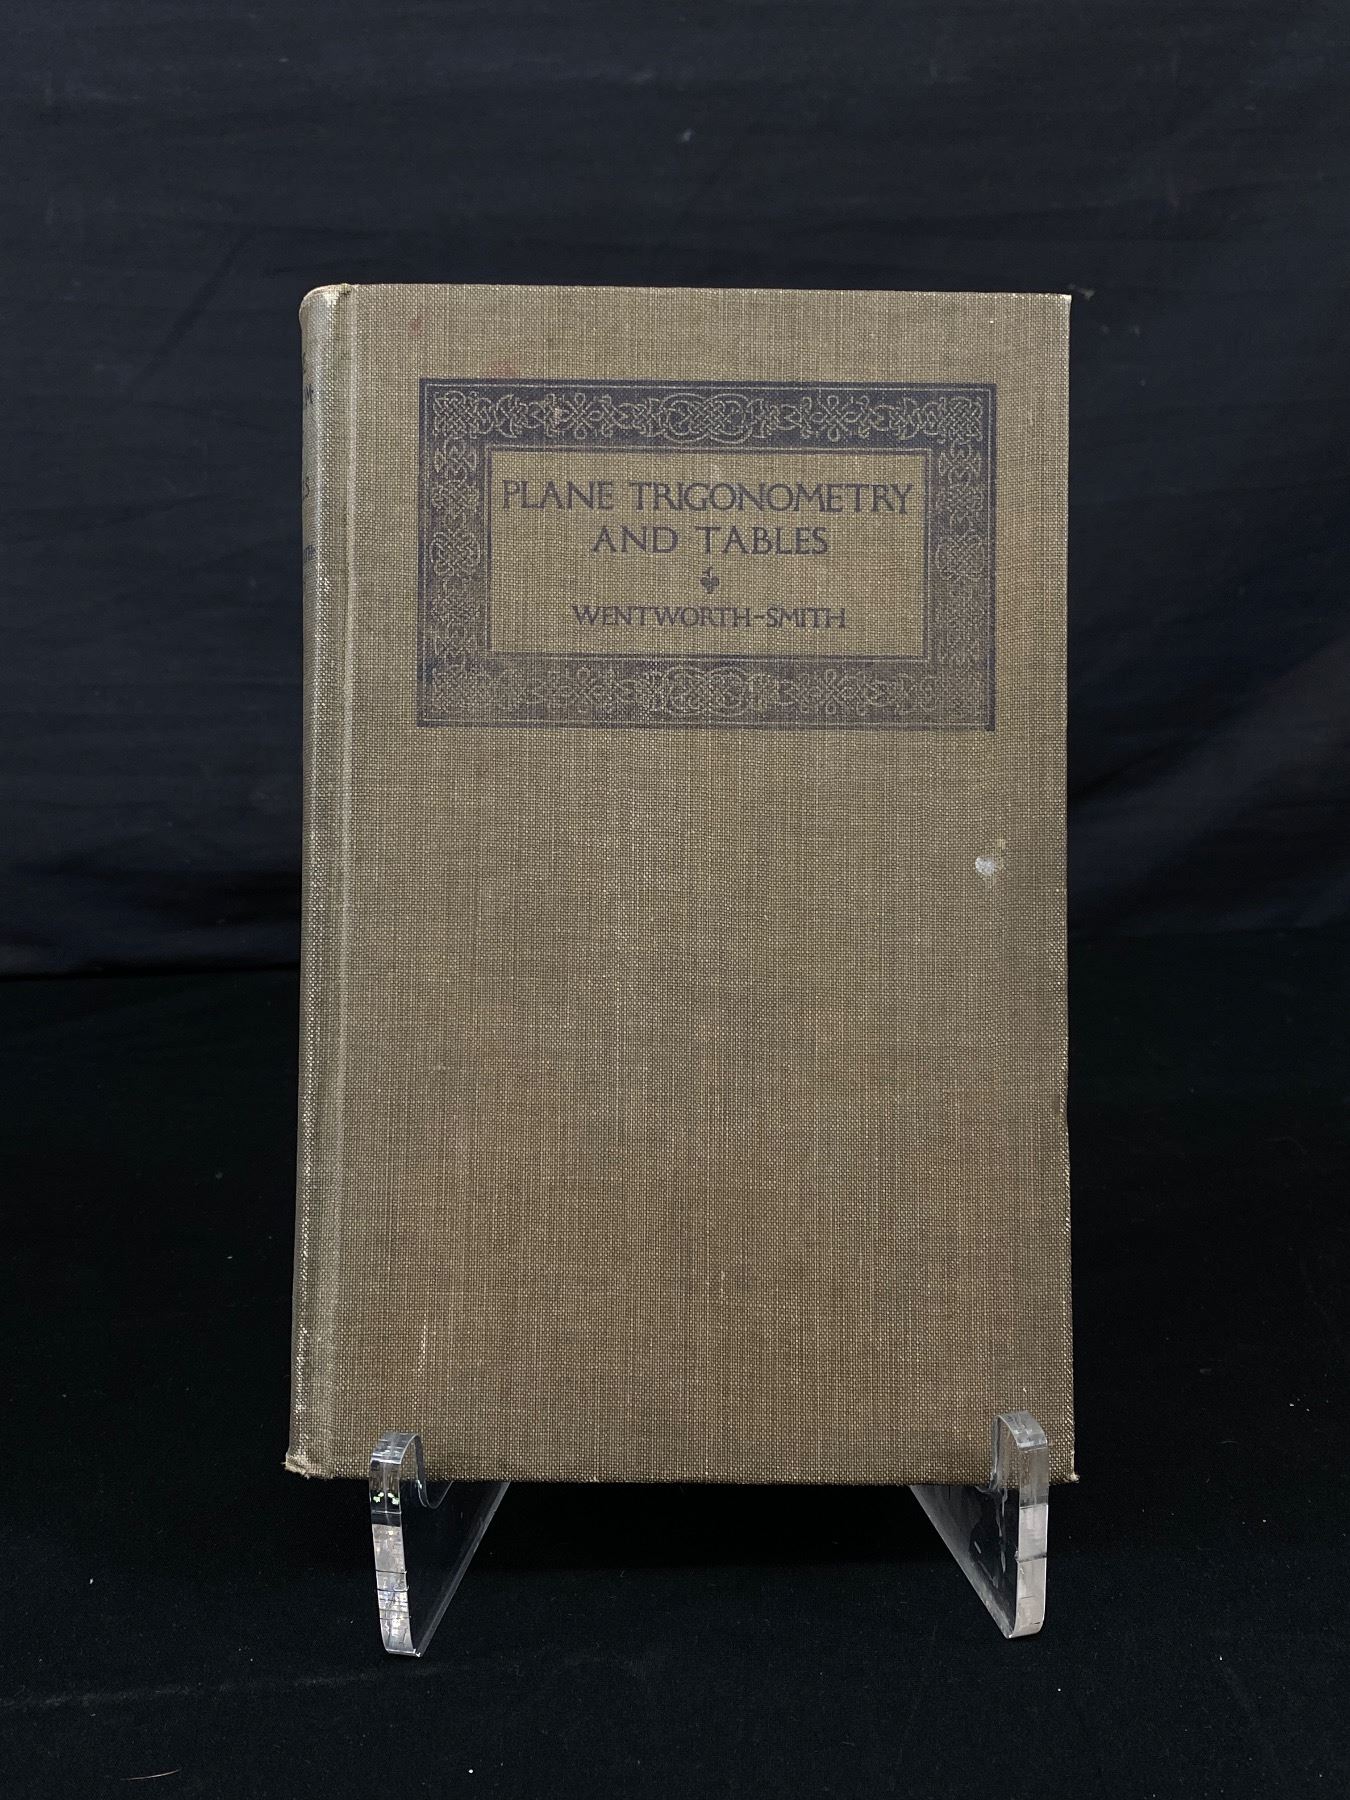 PLANE TRIGONOMETRY
AND TABLES
WENTWORTH-SMITH